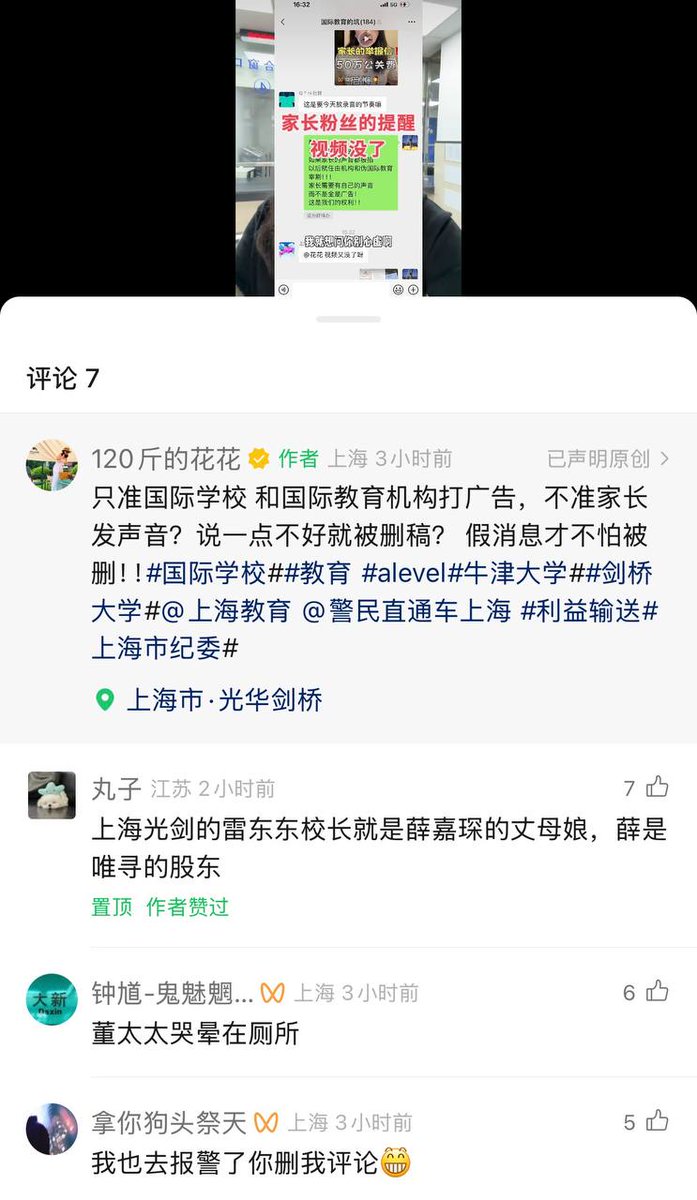 16:32
5G
国际教育的坑(184)
家长的举报信!
50万公关费
这是要今天放录音的节奏嘛
家长粉丝的提醒
视频没了
以后就任由机构和伪国际教育
宰割!!!
家长需要有自己的声音
而不是全是广告!
这是我们的权利!!
我就想问你别心虚啊
@花花 视频又没了呀
评论 7
120斤的花花 作者 上海 3小时前 已声明原创
只准国际学校 和国际教育机构打广告，不准家长
发声音？说一点不好就被删稿？ 假消息才不怕被
删！！#国际学校##教育 #alevel#牛津大学##剑桥
大学#@上海教育 @警民直通车上海 #利益输送#
上海市纪委#
上海市·光华剑桥
丸子 江苏 2小时前 7
上海光剑的雷东东校长就是薛嘉琛的丈母娘，薛是
唯寻的股东
置顶 作者赞过
大新
Daxin
钟馗-鬼魅魍... 上海 3小时前 6
董太太哭晕在厕所
拿你狗头祭天 上海 3小时前 5
我也去报警了你删我评论😁